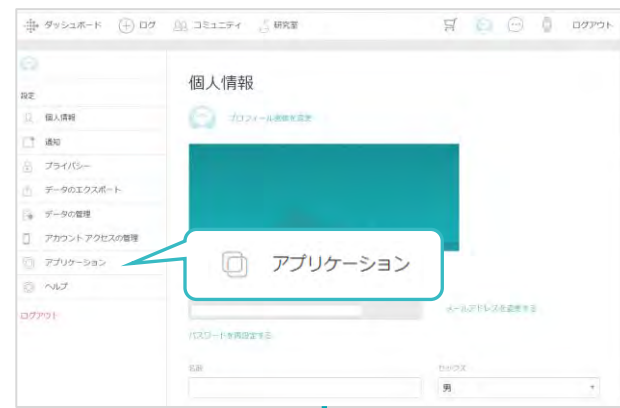 ダッシュボード
ログ
コミュニティ
研究室
ログアウト
設定
個人情報
通知
プライバシー
データのエクスポート
データの管理
アカウント アクセスの管理
アプリケーション
ヘルプ
ログアウト
個人情報
プロフィール画像を変更
アプリケーション
メールアドレスを変更する
パスワードを再設定する
名前
セックス
男